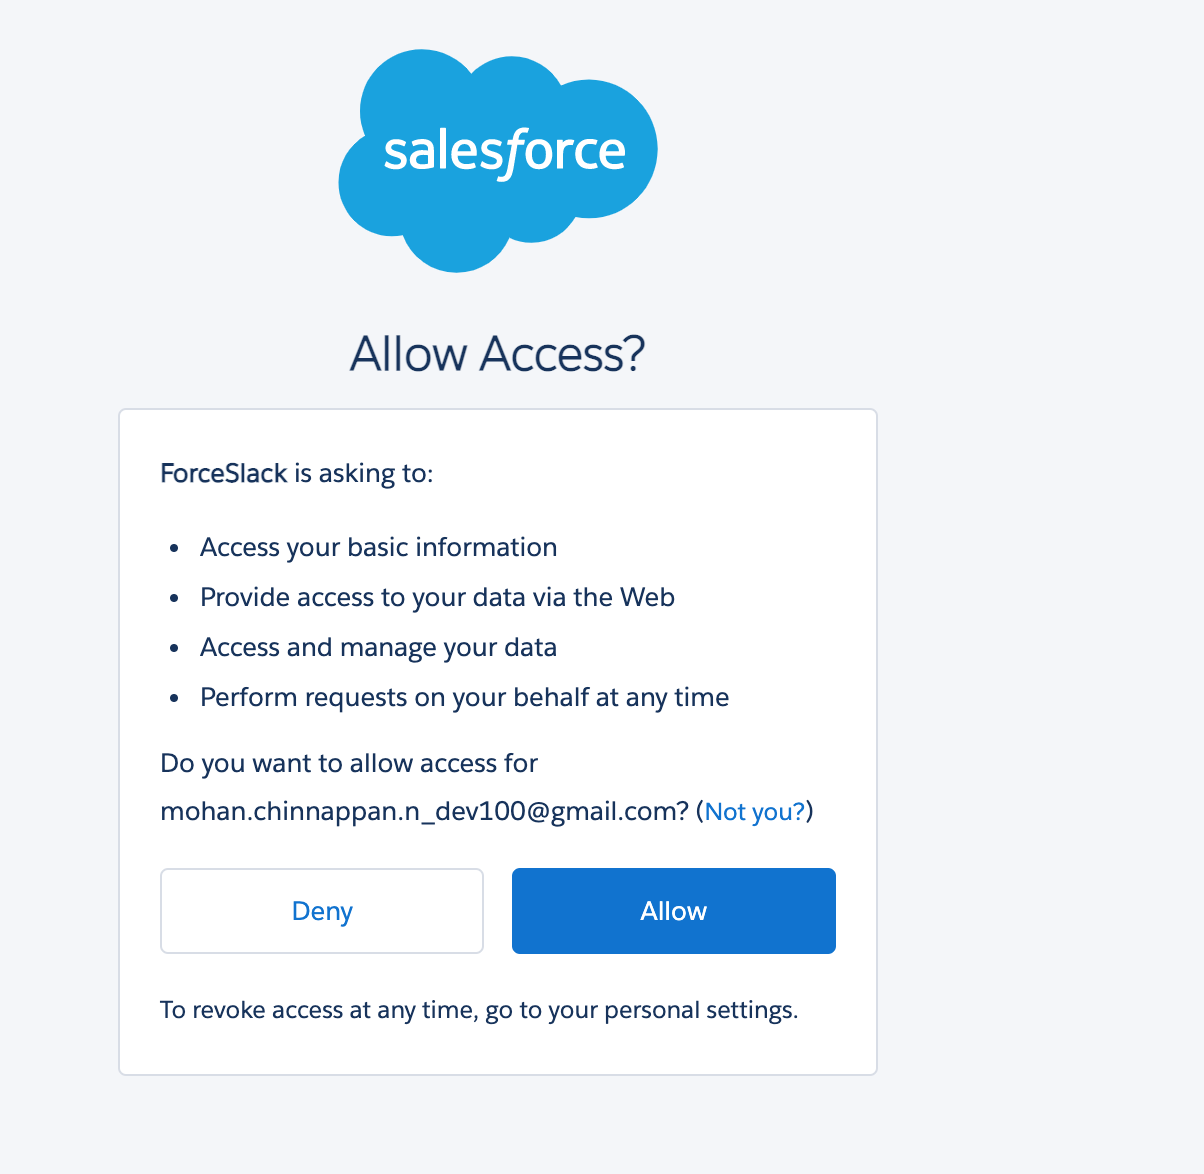 salesforce
Allow Access?
ForceSlack is asking to:
• Access your basic information
• Provide access to your data via the Web
• Access and manage your data
• Perform requests on your behalf at any time
Do you want to allow access for
mohan.chinnappan.n_dev100@gmail.com? (Not you?)
Deny
Allow
To revoke access at any time, go to your personal settings.